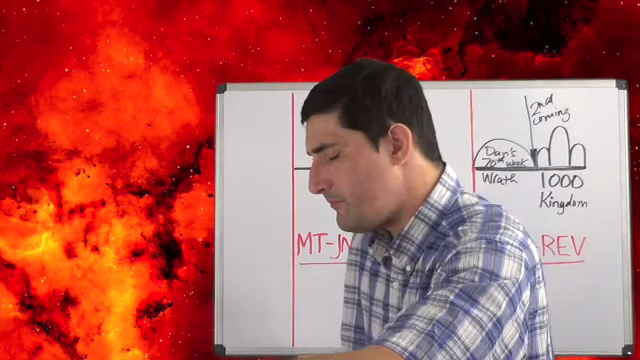 2nd
coming
Dan's
70th week
Wrath
1000
Kingdom
MT-JN
REV